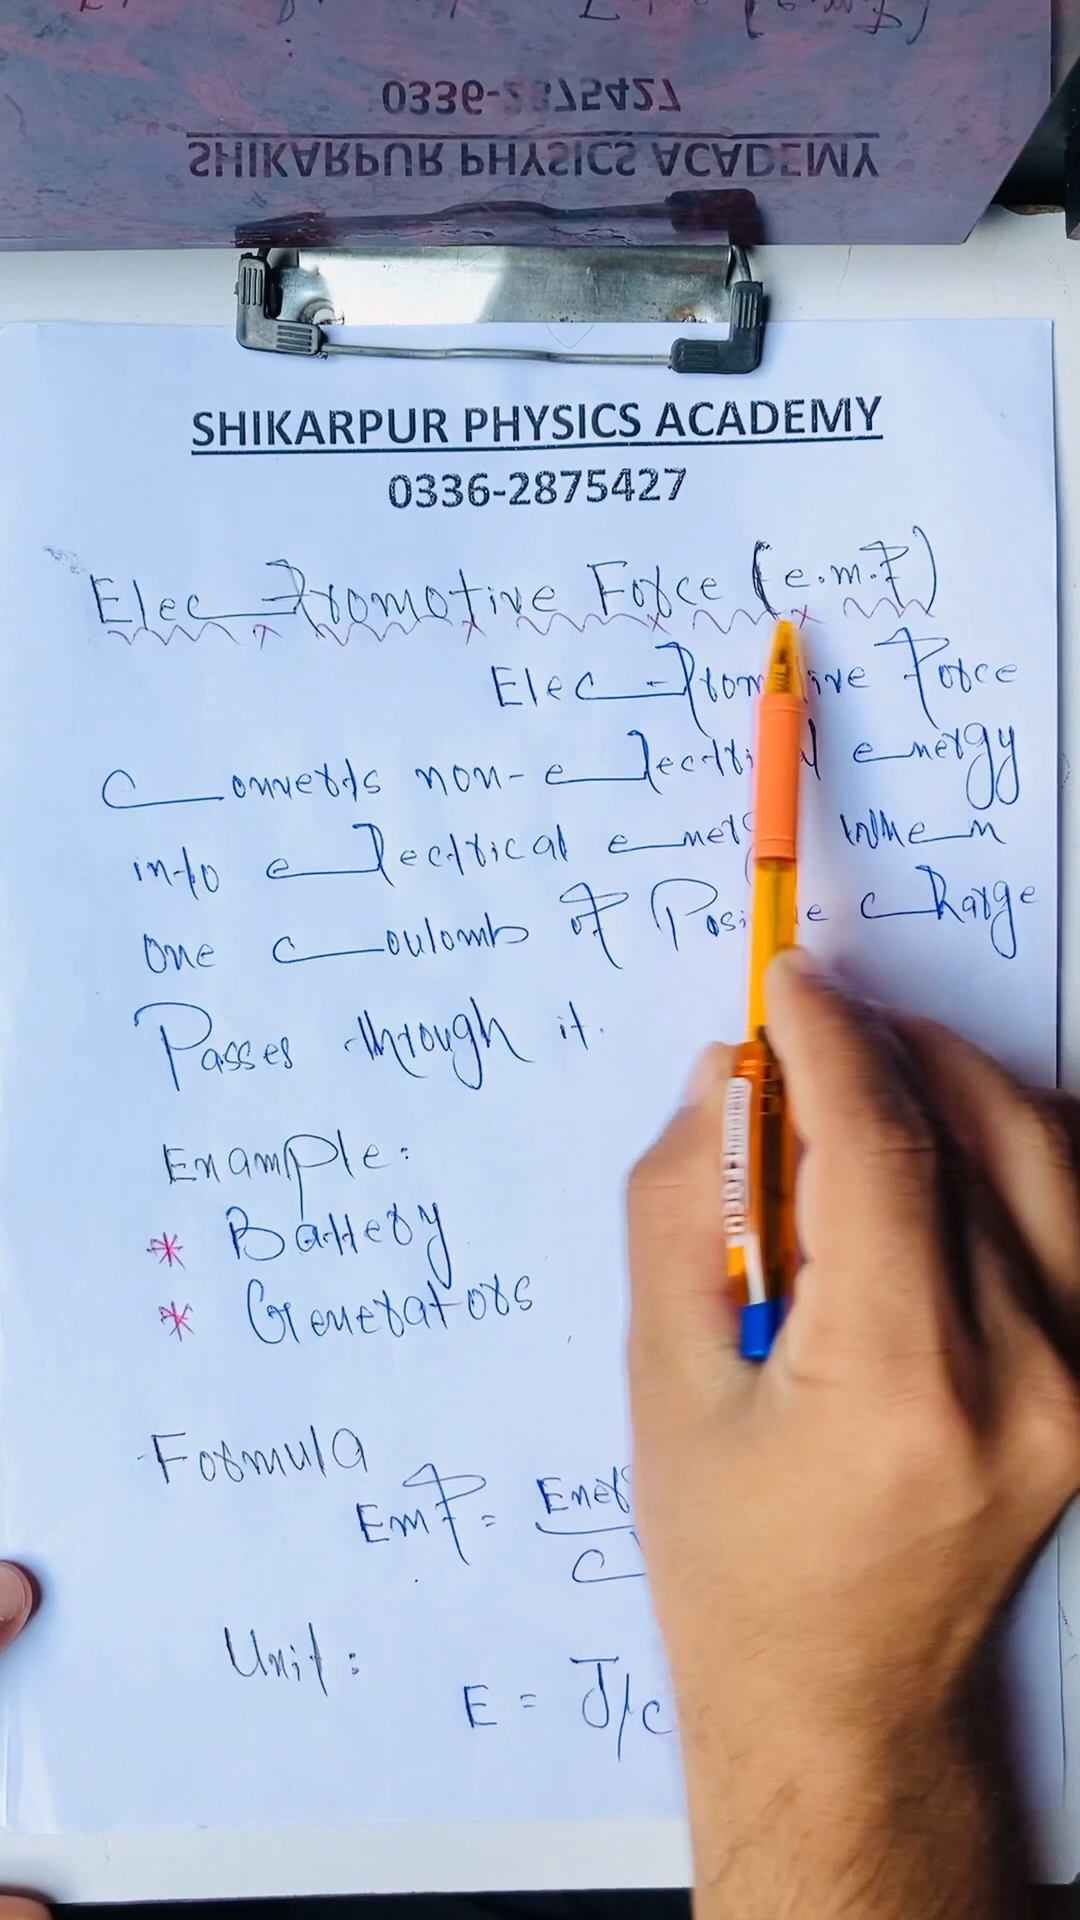 0336-2875427
SHIKARPUR PHYSICS ACADEMY
SHIKARPUR PHYSICS ACADEMY
0336-2875427
Electromotive Force (e.m.f)
Electromotive Force
Converts non-electrical energy
into electrical energy when
one coulomb of Positive charge
Passes through it.
Example:
* Battery
* Generators
Formula
Emf =
Unit:
E = J/c